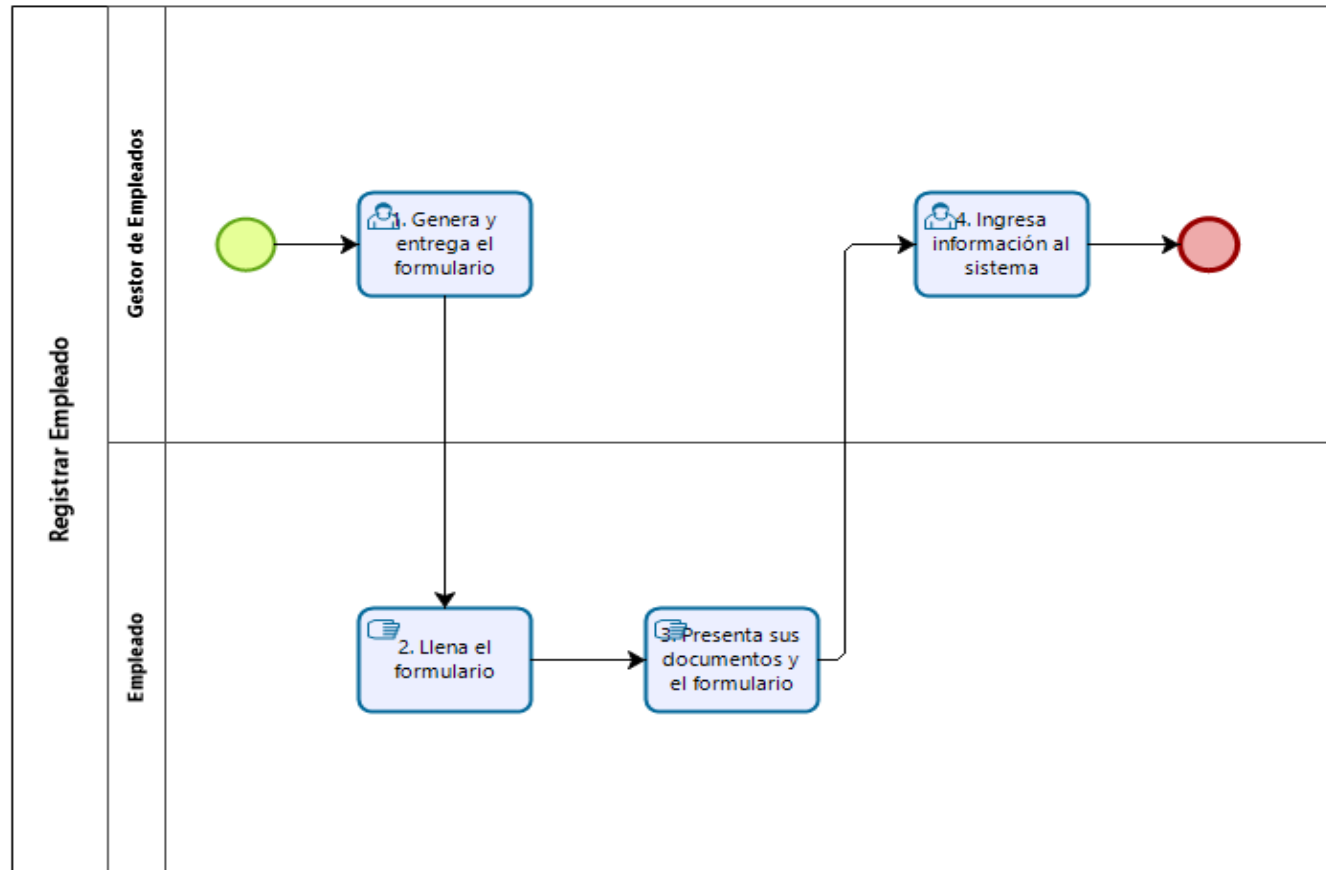 Registrar Empleado
Gestor de Empleados
1. Genera y
entrega el
formulario
4. Ingresa
información al
sistema
Empleado
2. Llena el
formulario
3. Presenta sus
documentos y
el formulario